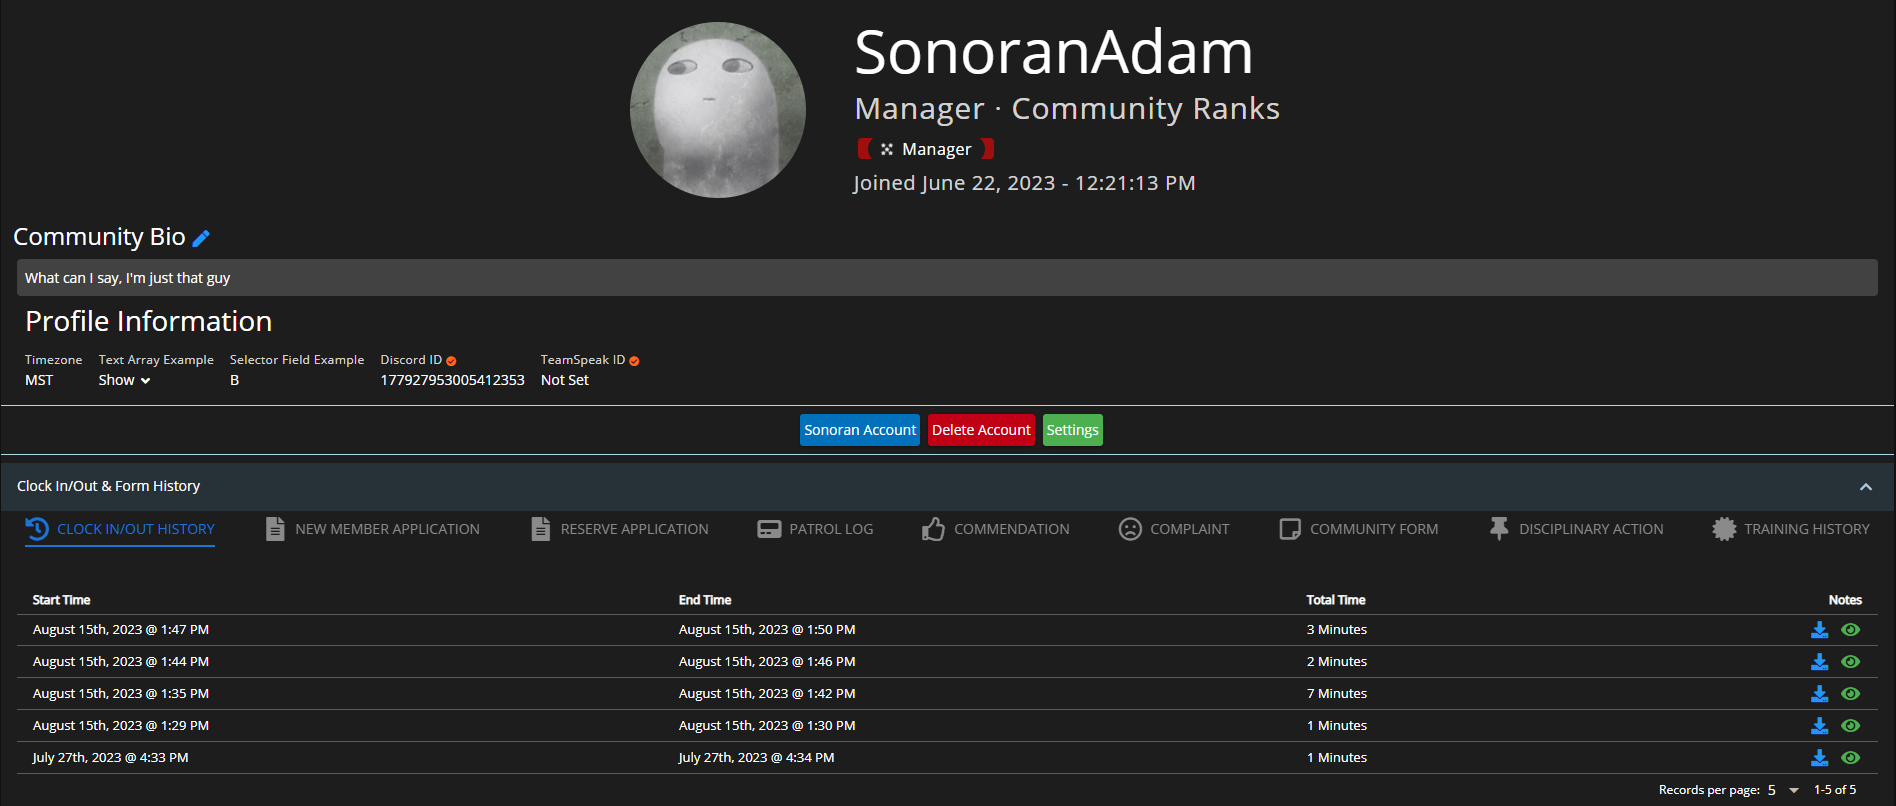 SonoranAdam
Manager · Community Ranks
Manager
Joined June 22, 2023 - 12:21:13 PM
Community Bio
What can I say, I'm just that guy
Profile Information
Timezone Text Array Example Selector Field Example Discord ID TeamSpeak ID
MST Show B 177927953005412353 Not Set
Sonoran Account Delete Account Settings
Clock In/Out & Form History
CLOCK IN/OUT HISTORY NEW MEMBER APPLICATION RESERVE APPLICATION PATROL LOG COMMENDATION COMPLAINT COMMUNITY FORM DISCIPLINARY ACTION TRAINING HISTORY
Start Time End Time Total Time Notes
August 15th, 2023 @ 1:47 PM August 15th, 2023 @ 1:50 PM 3 Minutes
August 15th, 2023 @ 1:44 PM August 15th, 2023 @ 1:46 PM 2 Minutes
August 15th, 2023 @ 1:35 PM August 15th, 2023 @ 1:42 PM 7 Minutes
August 15th, 2023 @ 1:29 PM August 15th, 2023 @ 1:30 PM 1 Minutes
July 27th, 2023 @ 4:33 PM July 27th, 2023 @ 4:34 PM 1 Minutes
Records per page: 5 1-5 of 5